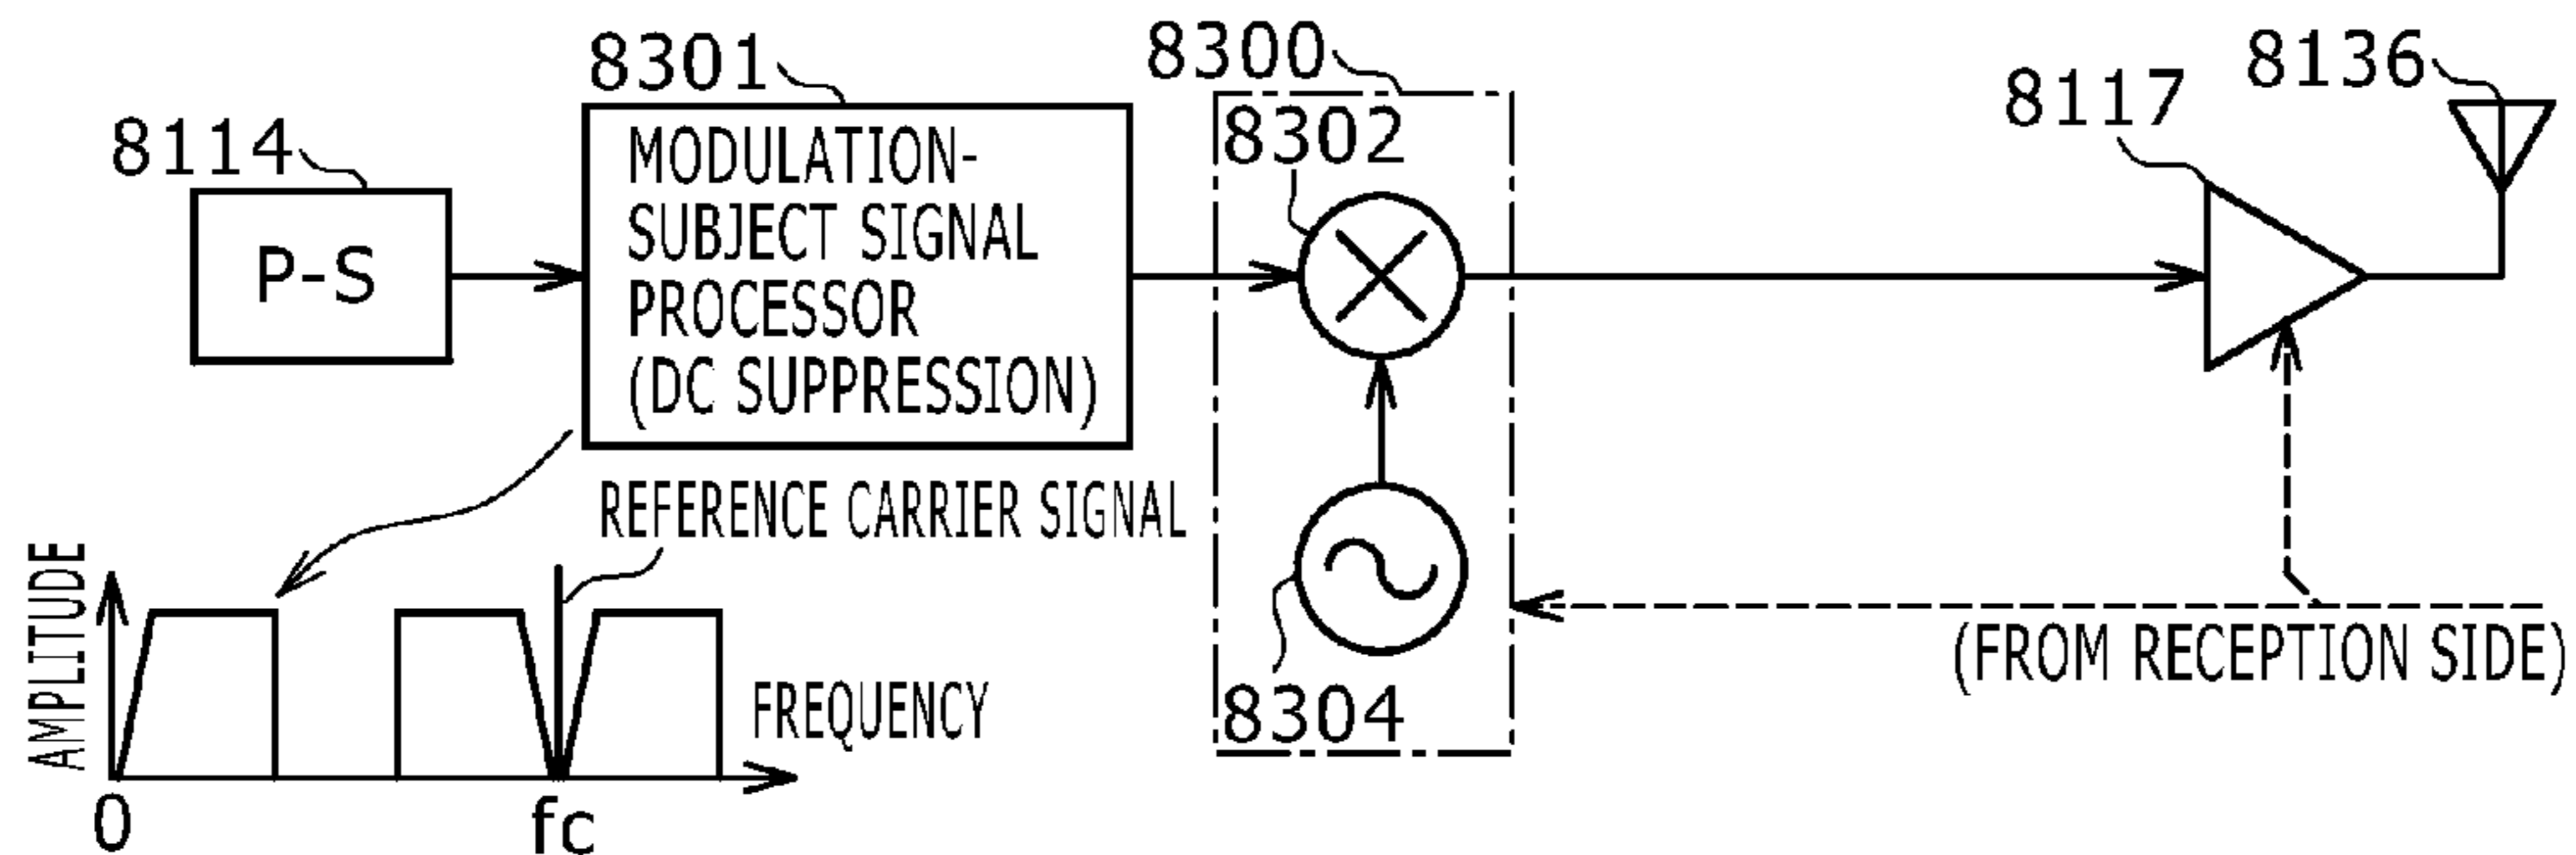 8301
8300
8136
8117
8114
8302
MODULATION-
SUBJECT SIGNAL
PROCESSOR
(DC SUPPRESSION)
P-S
REFERENCE CARRIER SIGNAL
AMPLITUDE
FREQUENCY
0
fc
8304
(FROM RECEPTION SIDE)